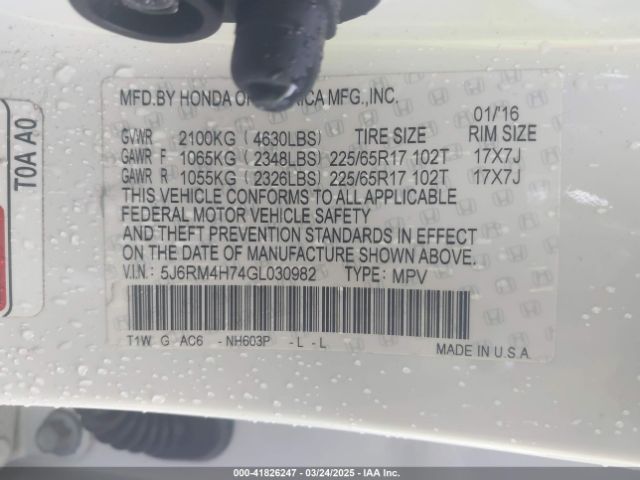 MFD.BY HONDA OF MFG.,INC.
01/16
GVWR 2100KG (4630LBS) TIRE SIZE RIM SIZE
GAWR F 1065KG (2348LBS) 225/65R17 102T 17X7J
GAWR R 1055KG (2326LBS) 225/65R17 102T 17X7J
THIS VEHICLE CONFORMS TO ALL APPLICABLE
FEDERAL MOTOR VEHICLE SAFETY
AND THEFT PREVENTION STANDARDS IN EFFECT
ON THE DATE OF MANUFACTURE SHOWN ABOVE.
V.I.N: 5J6RM4H74GL030982 TYPE: MPV
T1W G AC6 -NH603P -L -L
MADE IN U.S.A.
T0A A0
000-41826247 - 03/24/2025 - IAA Inc.